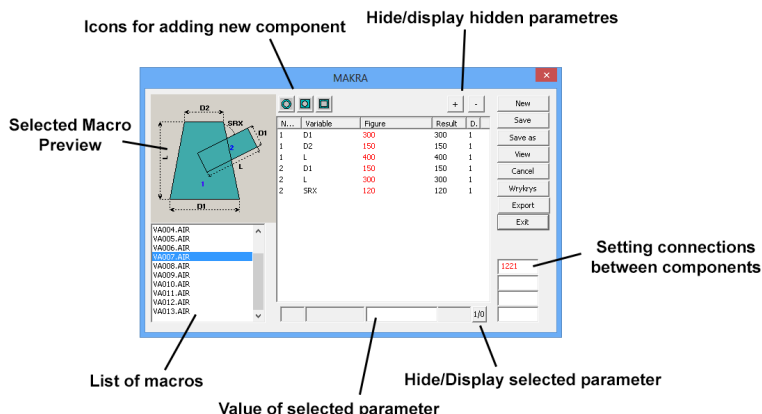 Hide/display hidden parametres
Icons for adding new component
MAKRA
x
D2
SRX
D1
L
2
L
1
D1
+ -
N... Variable Figure Result D.
1 D1 300 300 1
1 D2 150 150 1
1 L 400 400 1
2 D1 150 150 1
2 L 300 300 1
2 SRX 120 120 1
New
Save
Save as
View
Cancel
Wrykrys
Export
Exit
Selected Macro
Preview
VA004.AIR
VA005.AIR
VA006.AIR
VA007.AIR
VA008.AIR
VA009.AIR
VA010.AIR
VA011.AIR
VA012.AIR
VA013.AIR
1221
Setting connections
between components
1/0
List of macros
Hide/Display selected parameter
Value of selected parameter